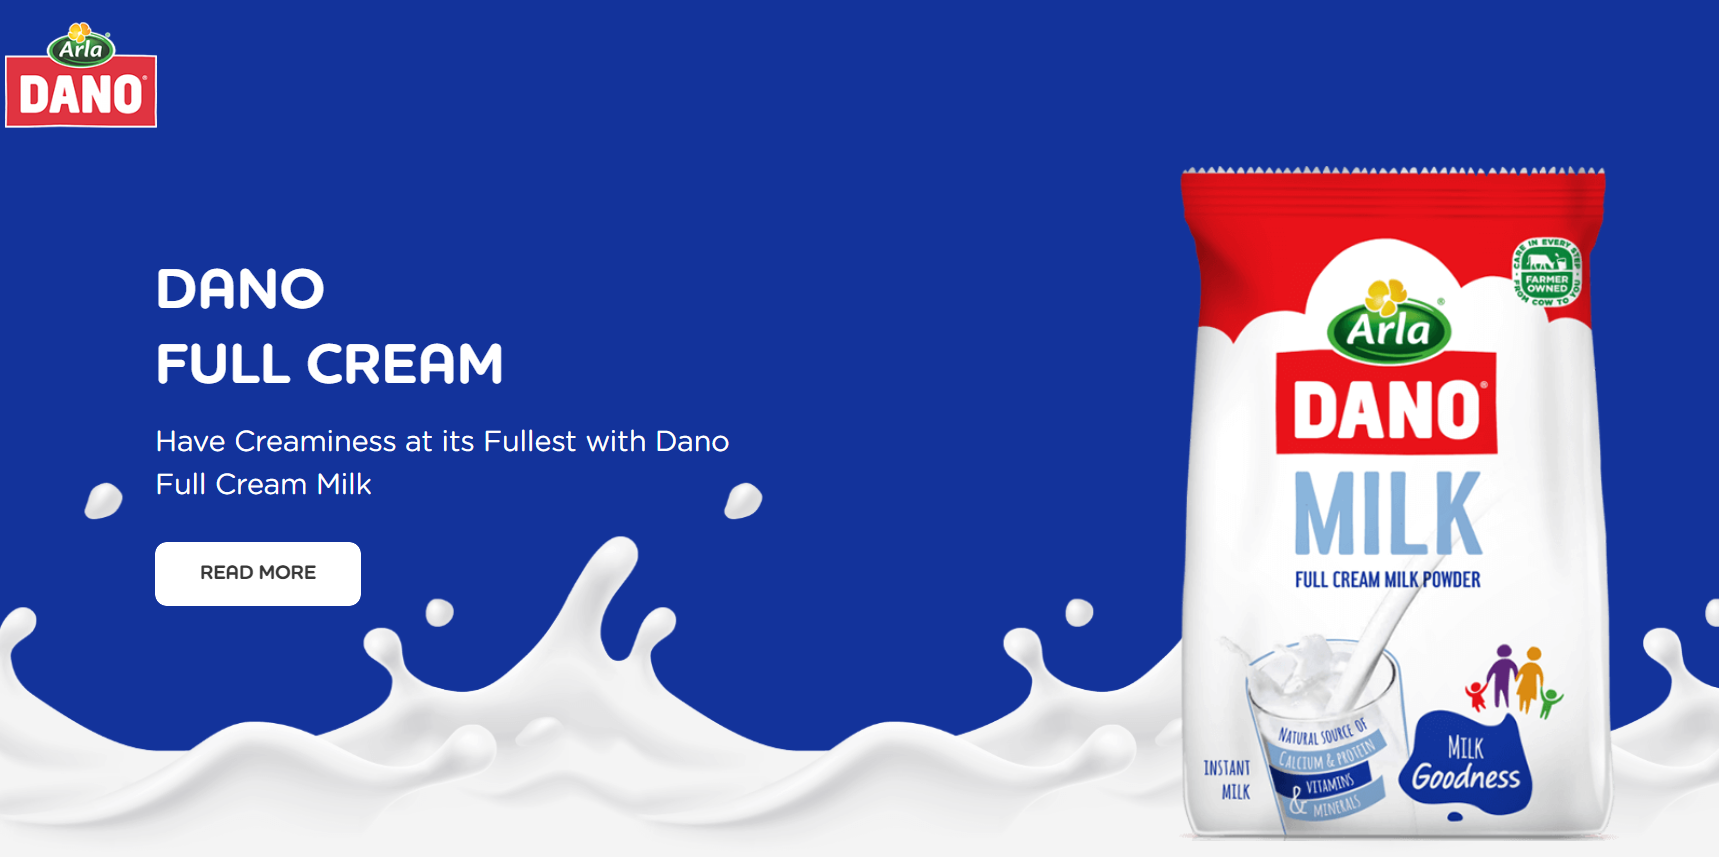 Arla
DANO
DANO
FULL CREAM
Have Creaminess at its Fullest with Dano
Full Cream Milk
READ MORE
CARE IN EVERY STEP
FARMER
OWNED
FROM COW TO YOU
Arla
DANO
MILK
FULL CREAM MILK POWDER
NATURAL SOURCE OF
CALCIUM & PROTEIN
VITAMINS
& MINERALS
INSTANT
MILK
MILK
Goodness